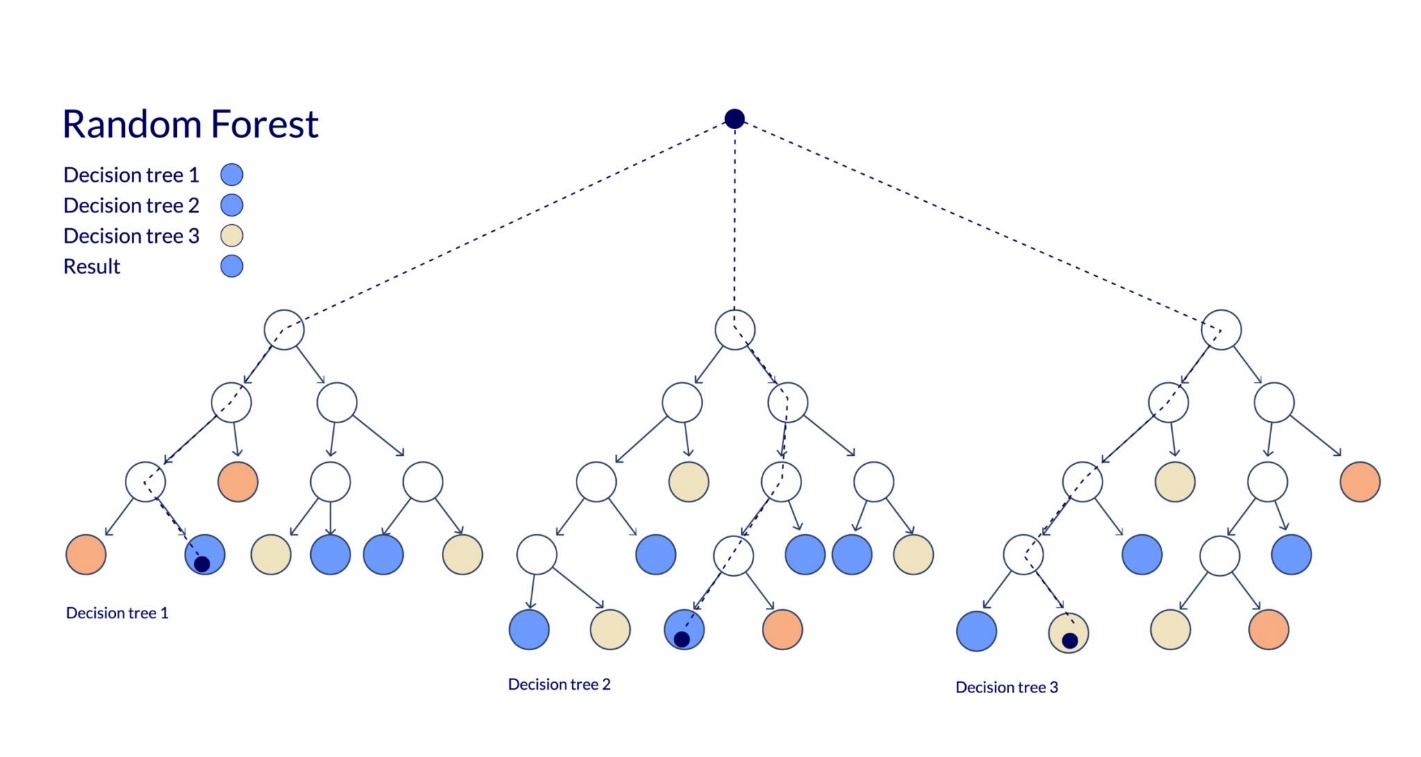 Random Forest
Decision tree 1
Decision tree 2
Decision tree 3
Result
Decision tree 1
Decision tree 2
Decision tree 3